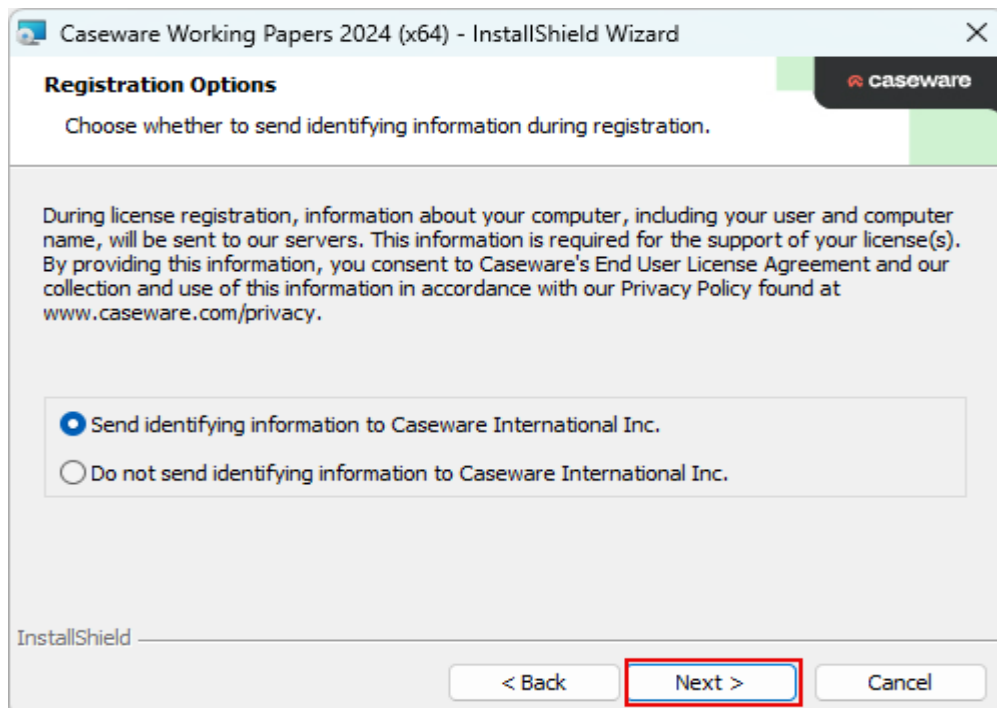 Caseware Working Papers 2024 (x64) - InstallShield Wizard
Registration Options
caseware
Choose whether to send identifying information during registration.
During license registration, information about your computer, including your user and computer
name, will be sent to our servers. This information is required for the support of your license(s).
By providing this information, you consent to Caseware's End User License Agreement and our
collection and use of this information in accordance with our Privacy Policy found at
www.caseware.com/privacy.
Send identifying information to Caseware International Inc.
Do not send identifying information to Caseware International Inc.
InstallShield
< Back
Next >
Cancel